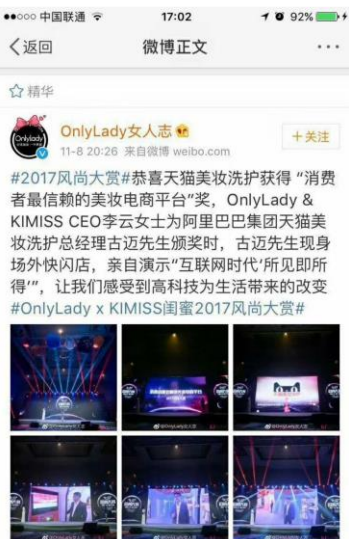 中国联通 17:02 92%
返回 微博正文 ...
精华
Onlylady
OnlyLady女人志
+关注
11-8 20:26 来自微博 weibo.com
#2017风尚大赏#恭喜天猫美妆洗护获得 “消费
者最信赖的美妆电商平台”奖，OnlyLady &
KIMISS CEO李云女士为阿里巴巴集团天猫美
妆洗护总经理古迈先生颁奖时，古迈先生现身
场外快闪店，亲自演示“互联网时代‘所见即所
得’”，让我们感受到高科技为生活带来的改变
#OnlyLady x KIMISS闺蜜2017风尚大赏#